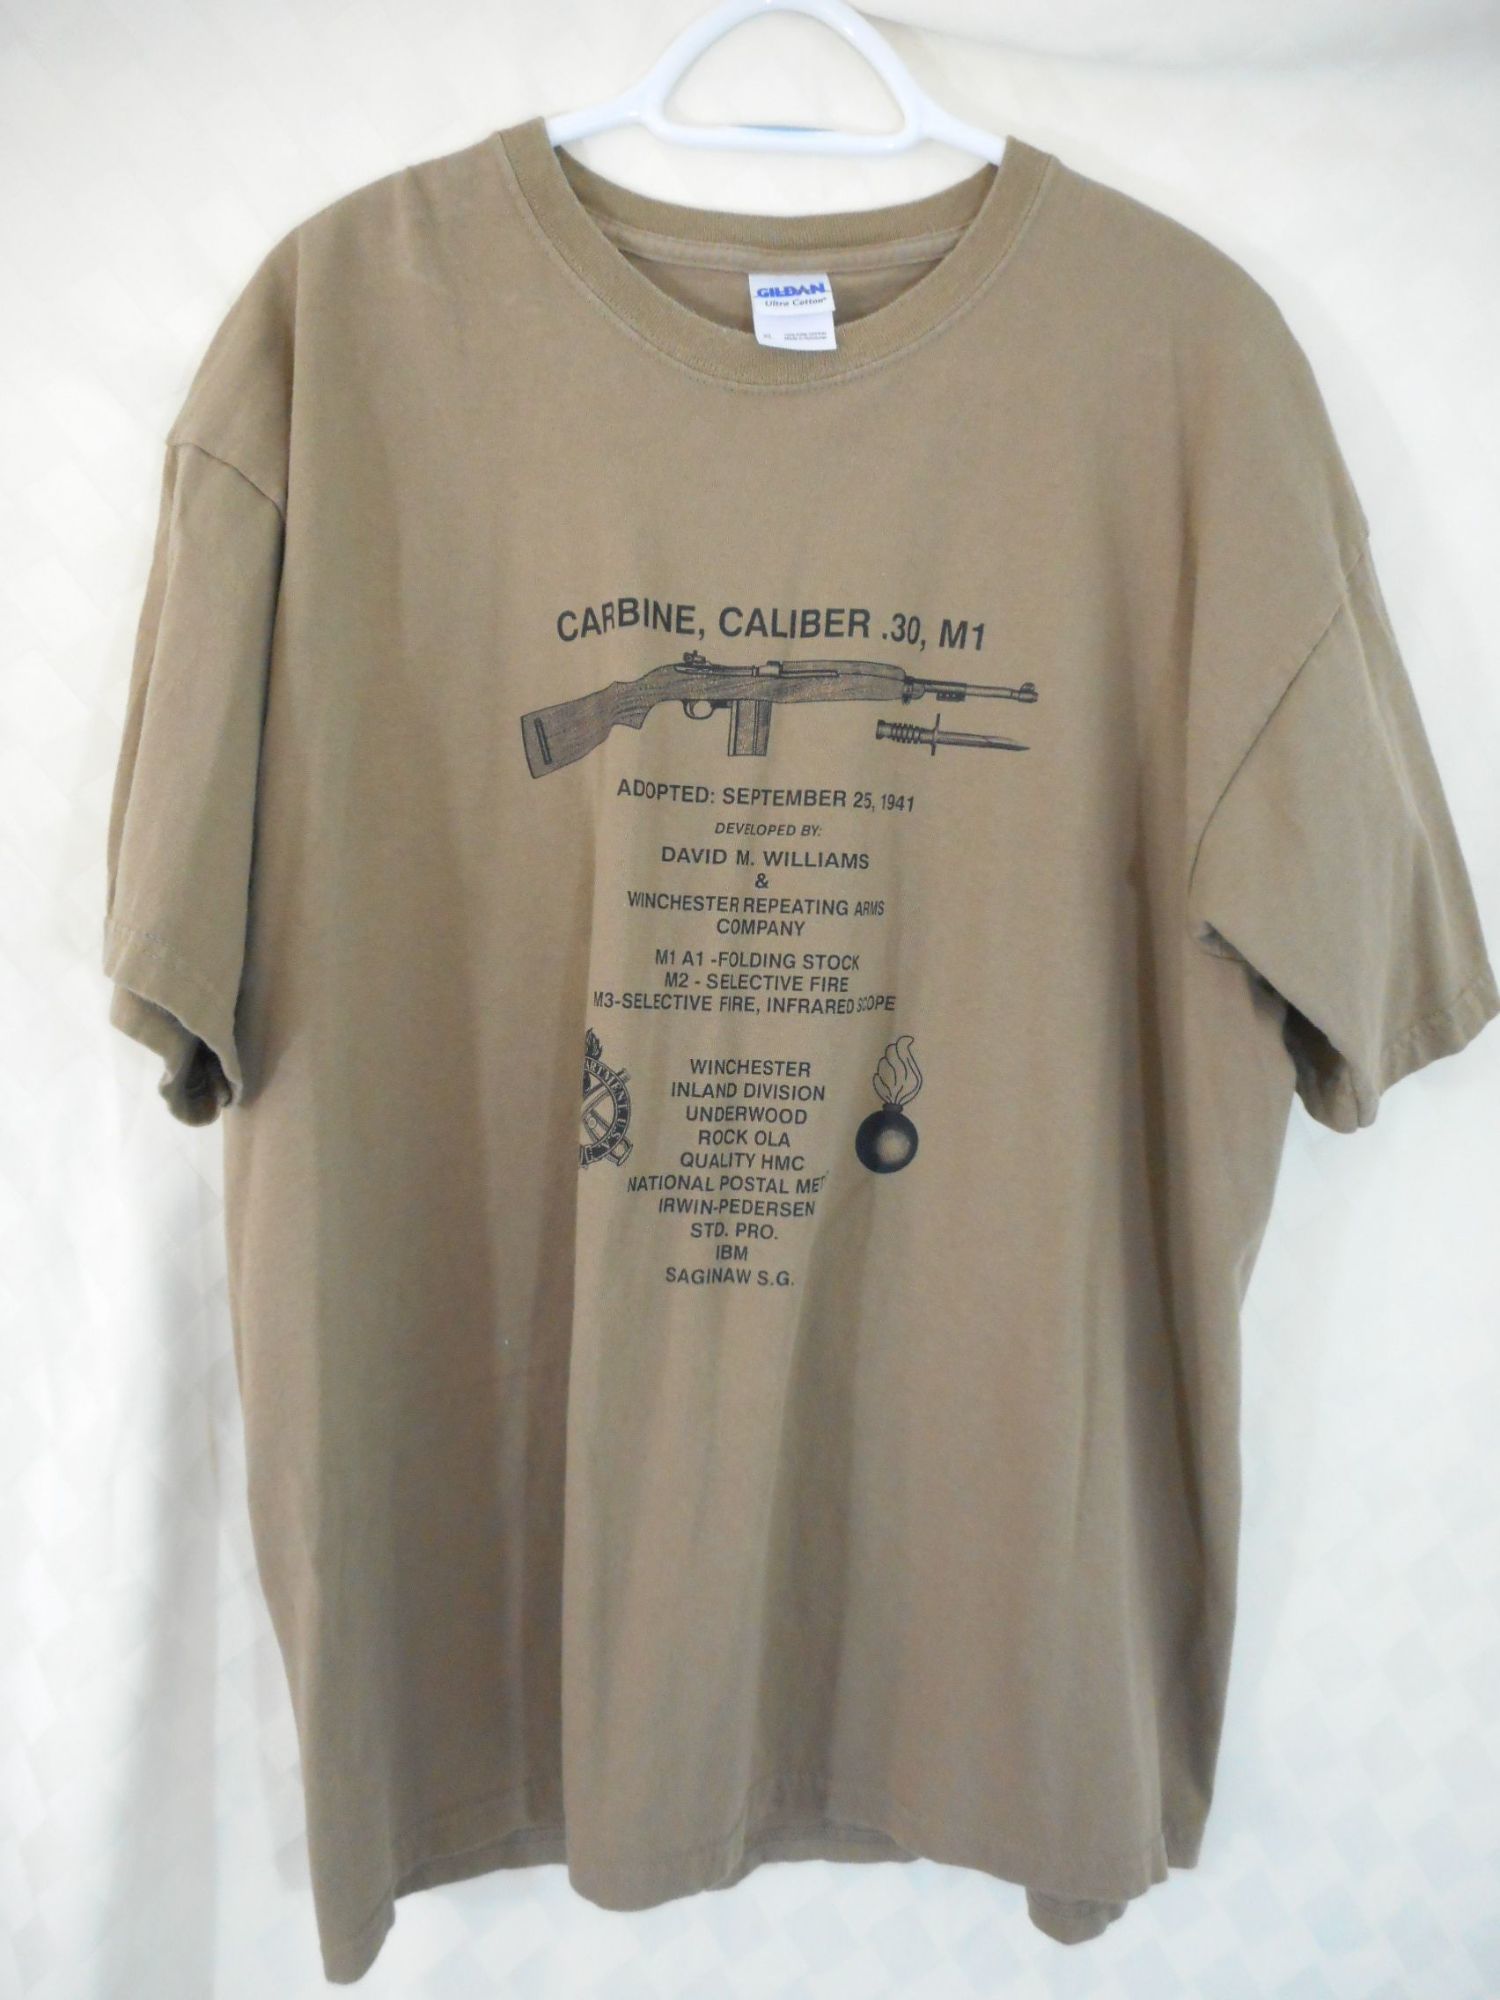 GILDAN
Ultra Cotton®
XL
CARBINE, CALIBER .30, M1
ADOPTED: SEPTEMBER 25, 1941
DEVELOPED BY:
DAVID M. WILLIAMS
&
WINCHESTER REPEATING ARMS
COMPANY
M1 A1 -FOLDING STOCK
M2 - SELECTIVE FIRE
M3-SELECTIVE FIRE, INFRARED SCOPE
WINCHESTER
INLAND DIVISION
UNDERWOOD
ROCK OLA
QUALITY HMC
NATIONAL POSTAL MET
IRWIN-PEDERSEN
STD. PRO.
IBM
SAGINAW S.G.
ARTMENT U.S.A.